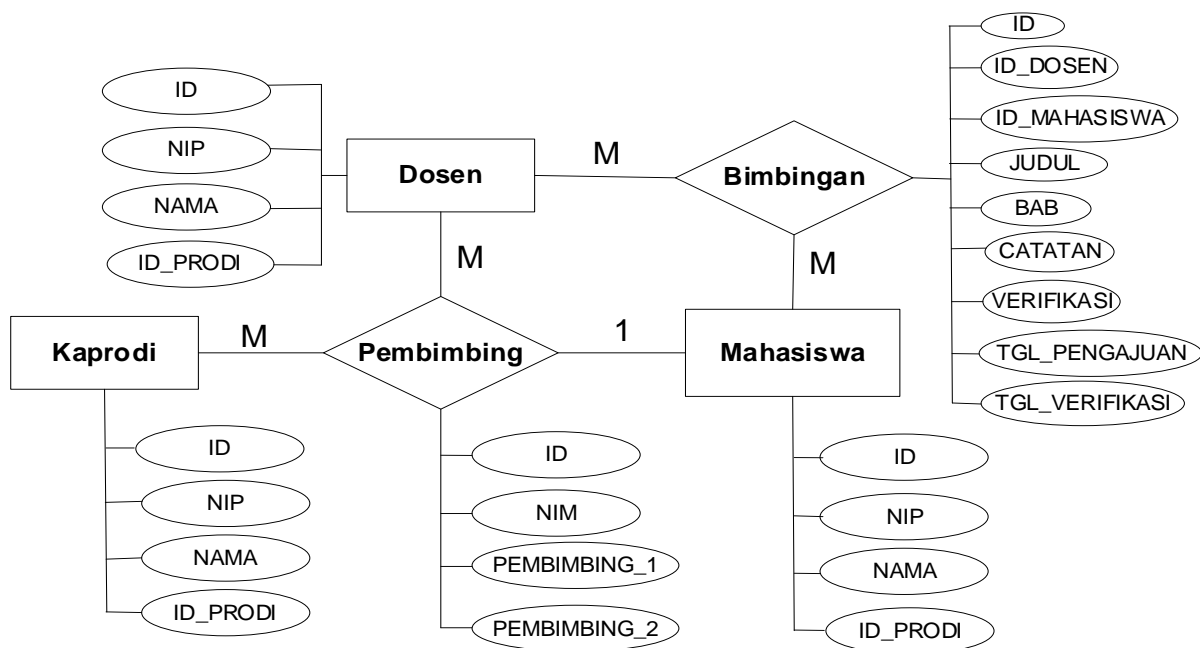 ID
NIP
NAMA
ID_PRODI
Dosen
M
Bimbingan
ID
ID_DOSEN
ID_MAHASISWA
JUDUL
BAB
CATATAN
VERIFIKASI
TGL_PENGAJUAN
TGL_VERIFIKASI
M
M
Kaprodi
M
Pembimbing
1
Mahasiswa
ID
NIP
NAMA
ID_PRODI
ID
NIM
PEMBIMBING_1
PEMBIMBING_2
ID
NIP
NAMA
ID_PRODI